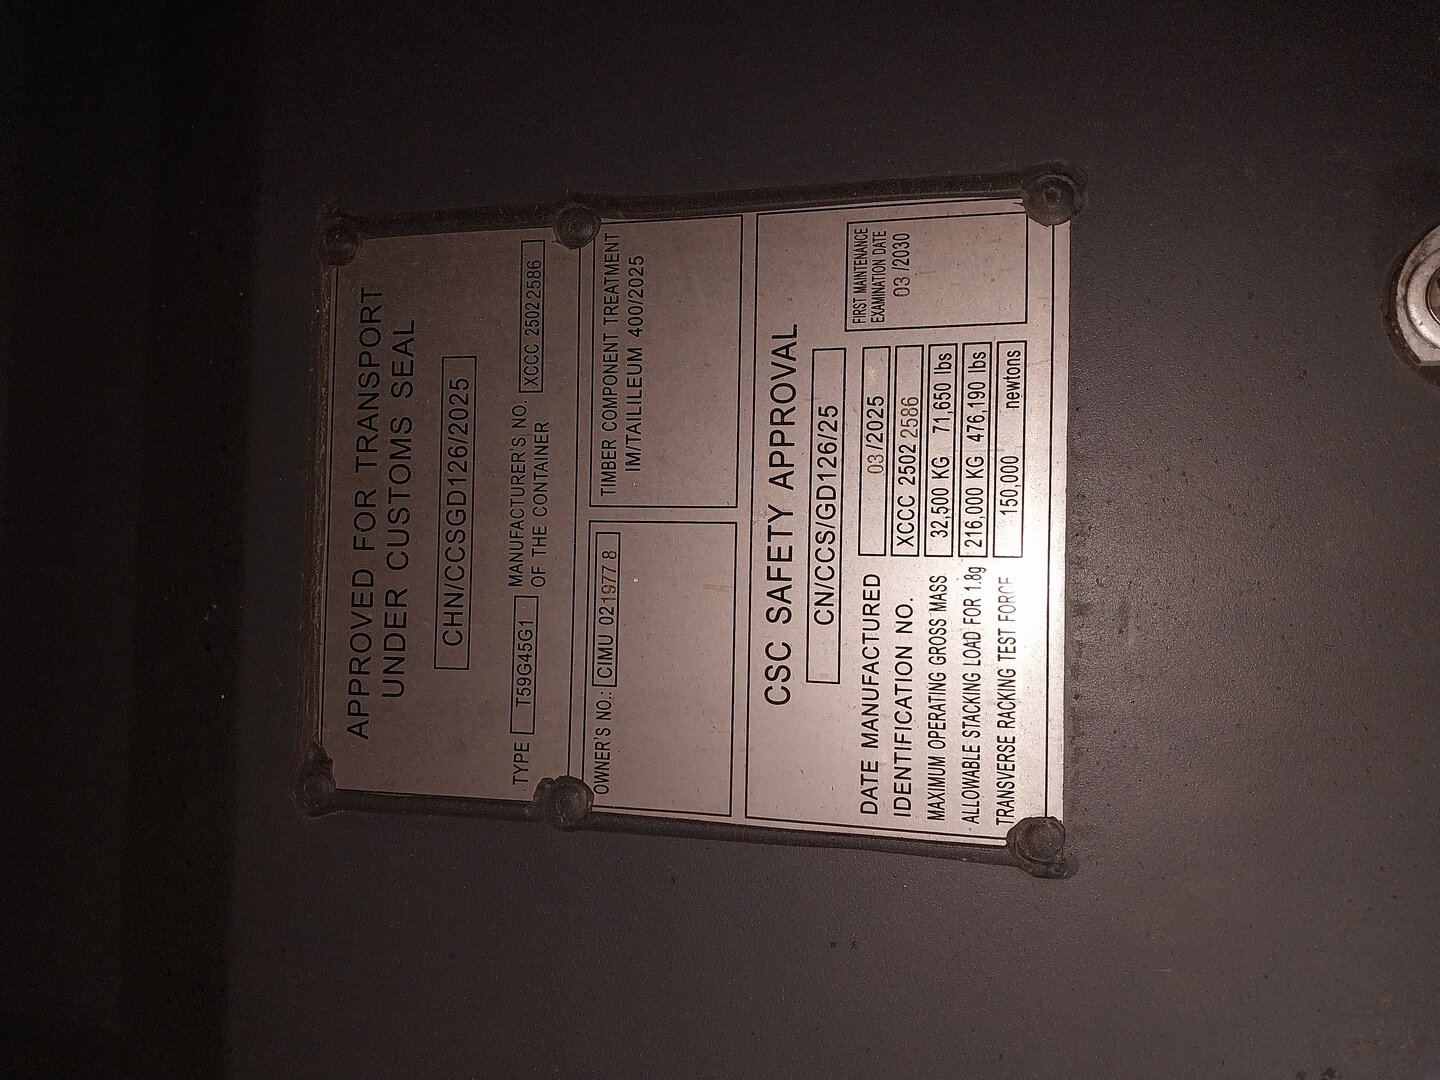 APPROVED FOR TRANSPORT
UNDER CUSTOMS SEAL
CHN/CCSGD126/2025
TYPE T59G45G1 MANUFACTURER'S NO. OF THE CONTAINER XCCC 2502 2586
OWNER'S NO.: CIMU 021977 8
TIMBER COMPONENT TREATMENT
IM/TAILILEUM 400/2025
CSC SAFETY APPROVAL
CN/CCS/GD126/25
DATE MANUFACTURED 03 /2025
IDENTIFICATION NO. XCCC 2502 2586
MAXIMUM OPERATING GROSS MASS 32,500 KG 71,650 lbs
ALLOWABLE STACKING LOAD FOR 1.8g 216,000 KG 476,190 lbs
TRANSVERSE RACKING TEST FORCE 150,000 newtons
FIRST MAINTENANCE
EXAMINATION DATE
03 /2030